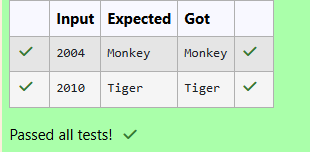 Input Expected Got
2004 Monkey Monkey
2010 Tiger Tiger
Passed all tests!